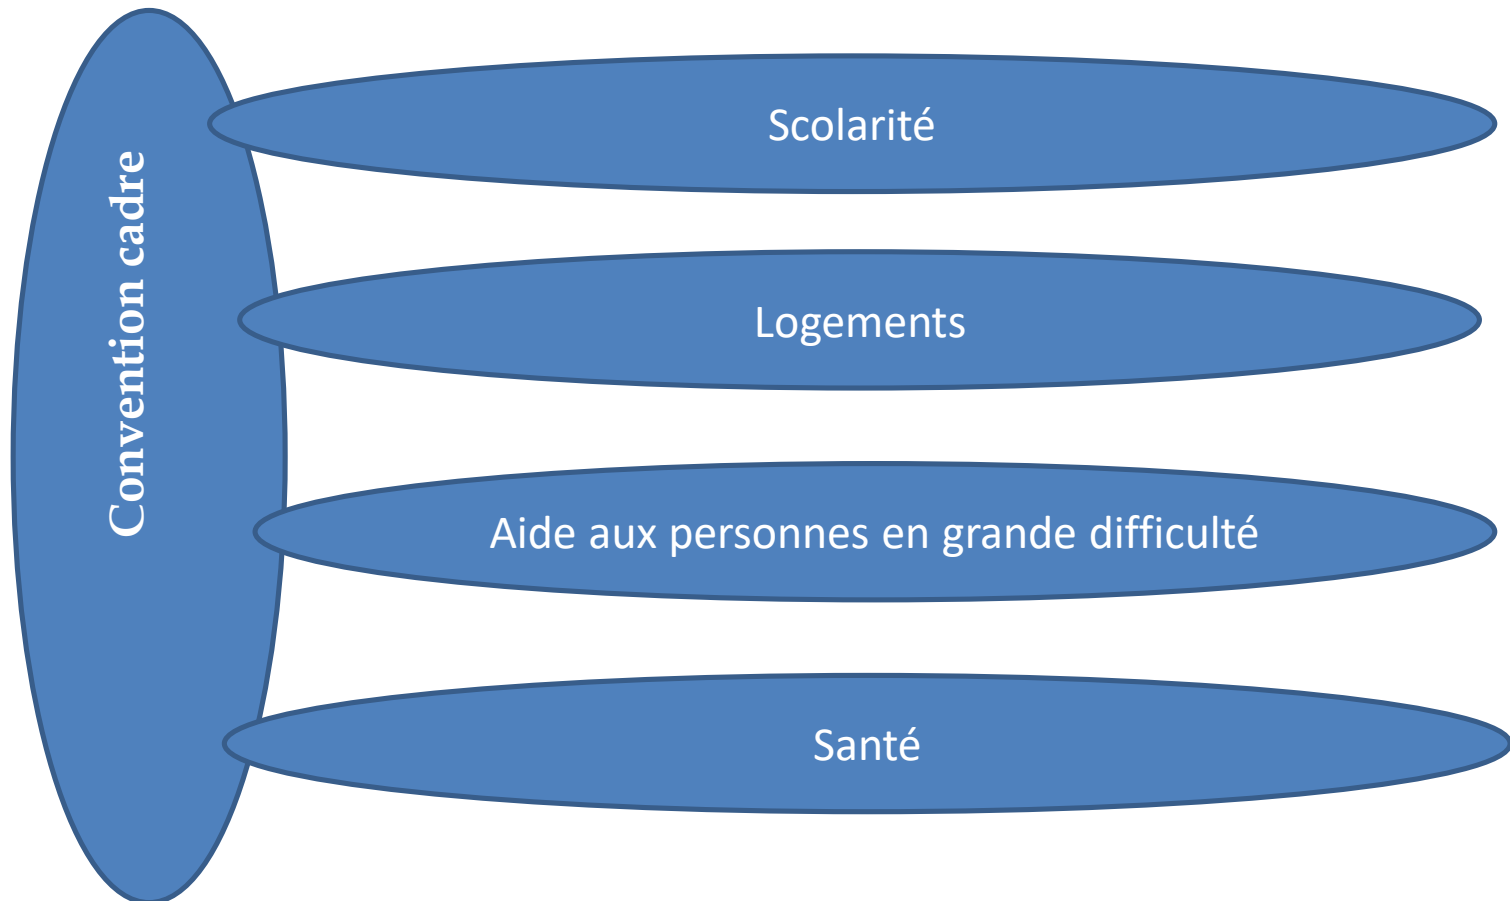 Convention cadre
Scolarité
Logements
Aide aux personnes en grande difficulté
Santé